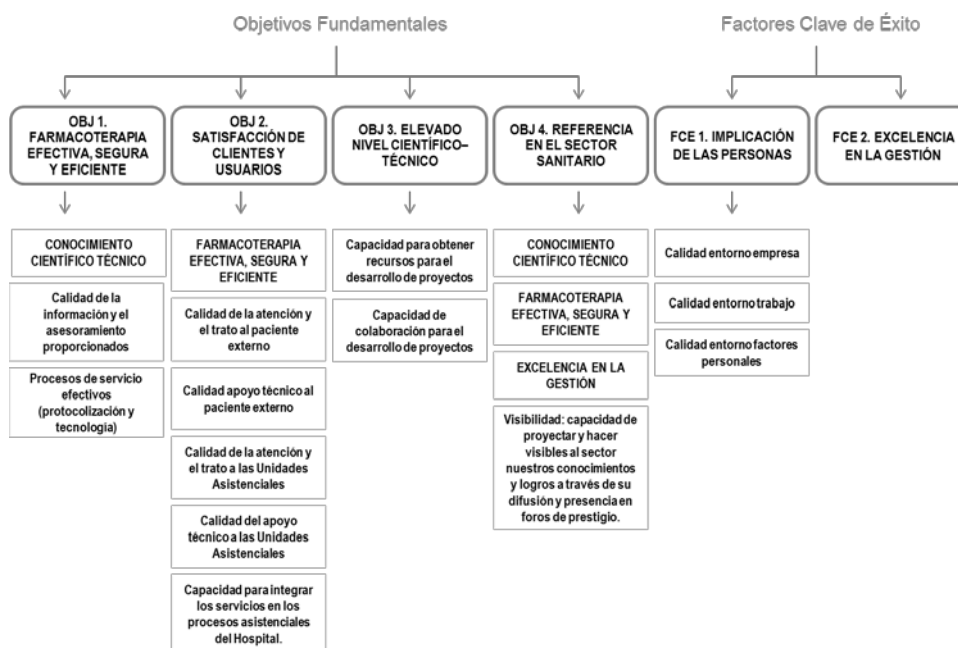 Objetivos Fundamentales
Factores Clave de Éxito
OBJ 1.
FARMACOTERAPIA
EFECTIVA, SEGURA
Y EFICIENTE
OBJ 2.
SATISFACCIÓN DE
CLIENTES Y
USUARIOS
OBJ 3. ELEVADO
NIVEL CIENTÍFICO–
TÉCNICO
OBJ 4. REFERENCIA
EN EL SECTOR
SANITARIO
FCE 1. IMPLICACIÓN
DE LAS PERSONAS
FCE 2. EXCELENCIA
EN LA GESTIÓN
CONOCIMIENTO
CIENTÍFICO TÉCNICO
Calidad de la
información y el
asesoramiento
proporcionados
Procesos de servicio
efectivos
(protocolización y
tecnología)
FARMACOTERAPIA
EFECTIVA, SEGURA Y
EFICIENTE
Calidad de la atención y
el trato al paciente
externo
Calidad apoyo técnico al
paciente externo
Calidad de la atención y
el trato a las Unidades
Asistenciales
Calidad del apoyo
técnico a las Unidades
Asistenciales
Capacidad para integrar
los servicios en los
procesos asistenciales
del Hospital.
Capacidad para obtener
recursos para el
desarrollo de proyectos
Capacidad de
colaboración para el
desarrollo de proyectos
CONOCIMIENTO
CIENTÍFICO TÉCNICO
FARMACOTERAPIA
EFECTIVA, SEGURA Y
EFICIENTE
EXCELENCIA EN LA
GESTIÓN
Visibilidad: capacidad de
proyectar y hacer
visibles al sector
nuestros conocimientos
y logros a través de su
difusión y presencia en
foros de prestigio.
Calidad entorno empresa
Calidad entorno trabajo
Calidad entorno factores
personales